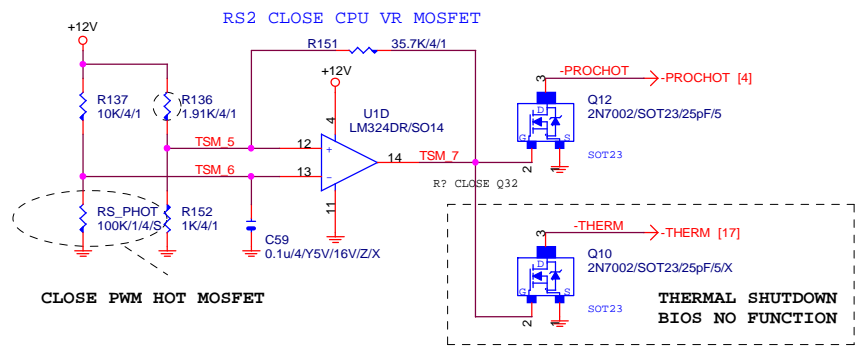 RS2 CLOSE CPU VR MOSFET
+12V
R151
35.7K/4/1
R137
10K/4/1
R136
1.91K/4/1
+12V
U1D
LM324DR/SO14
4
TSM_5
12
+
TSM_6
13
−
14
TSM_7
11
R? CLOSE Q32
RS_PHOT
100K/1/4/S
R152
1K/4/1
C59
0.1u/4/Y5V/16V/Z/X
CLOSE PWM HOT MOSFET
3
-PROCHOT
-PROCHOT [4]
Q12
2N7002/SOT23/25pF/5
D
G
S
SOT23
2
1
3
-THERM
-THERM [17]
Q10
2N7002/SOT23/25pF/5/X
D
G
S
SOT23
2
1
THERMAL SHUTDOWN
BIOS NO FUNCTION